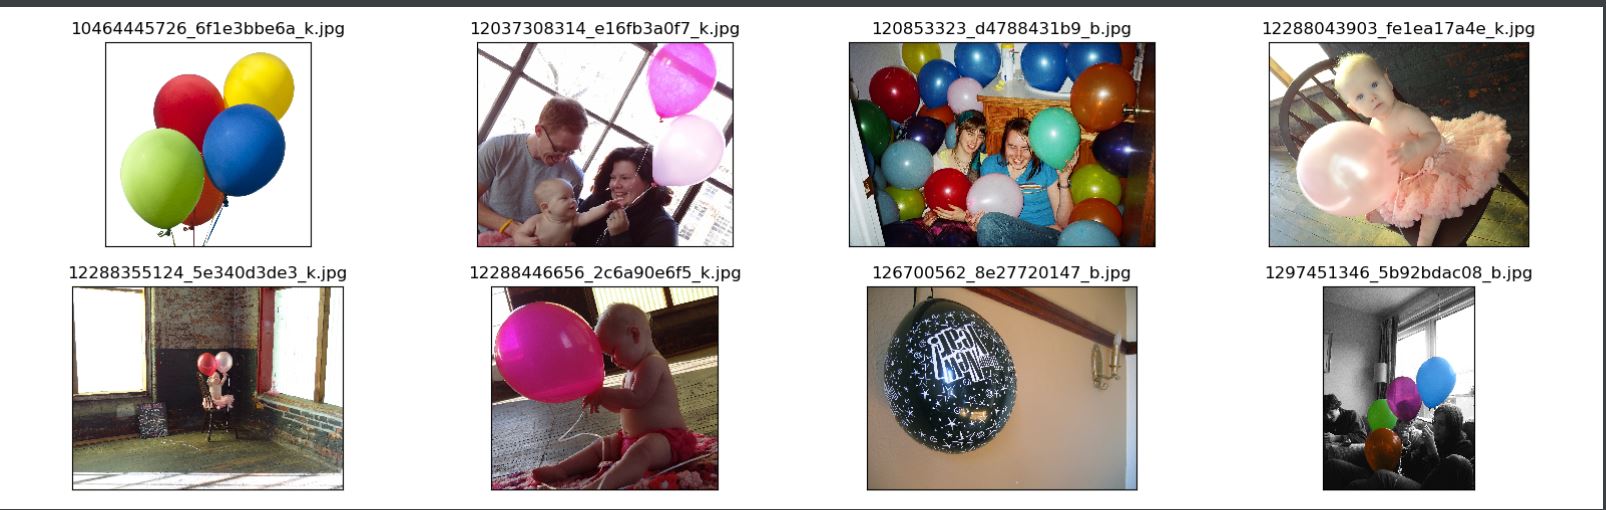 10464445726_6f1e3bbe6a_k.jpg
12037308314_e16fb3a0f7_k.jpg
120853323_d4788431b9_b.jpg
12288043903_fe1ea17a4e_k.jpg
12288355124_5e340d3de3_k.jpg
12288446656_2c6a90e6f5_k.jpg
126700562_8e27720147_b.jpg
1297451346_5b92bdac08_b.jpg